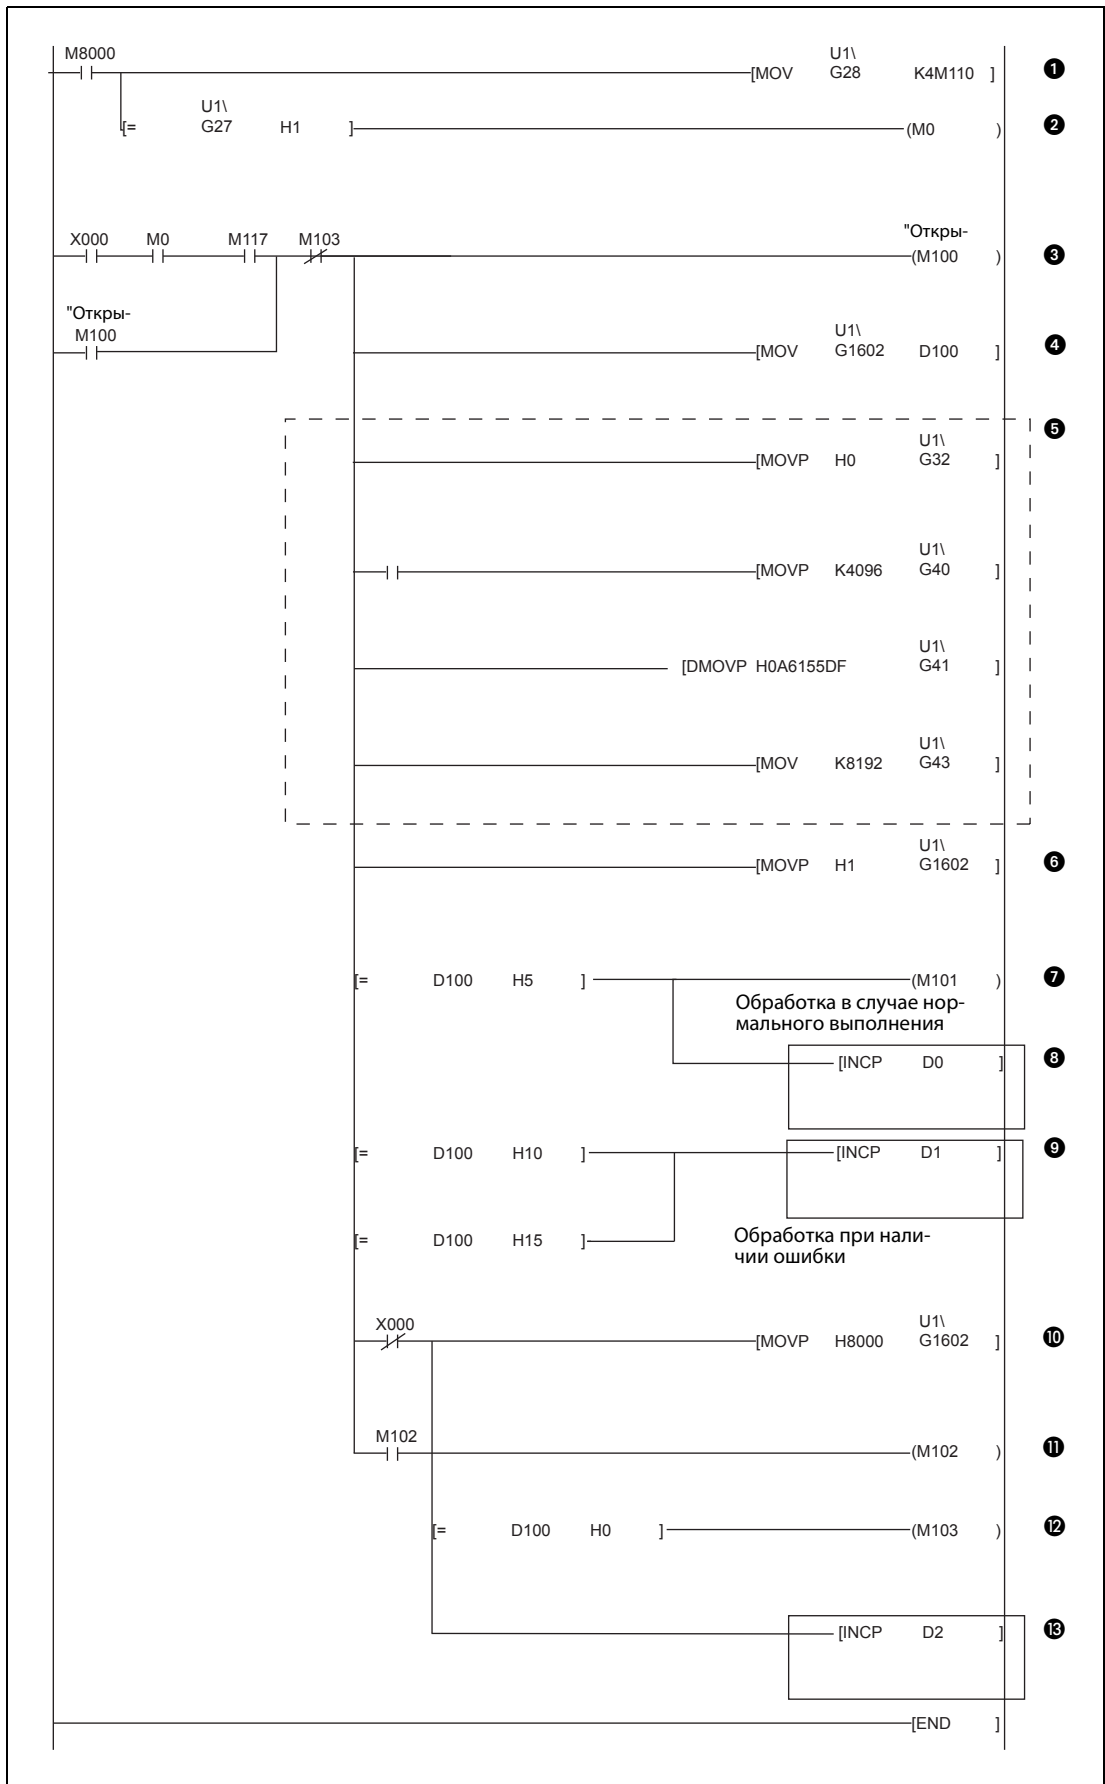 M8000
U1\
[MOV G28 K4M110 ] ❶
U1\
[= G27 H1 ] (M0 ) ❷
"Откры-
X000 M0 M117 M103 (M100 ) ❸
"Откры-
M100
U1\
[MOV G1602 D100 ] ❹
❺
U1\
[MOVP H0 G32 ]
U1\
[MOVP K4096 G40 ]
U1\
[DMOVP H0A6155DF G41 ]
U1\
[MOV K8192 G43 ]
U1\
[MOVP H1 G1602 ] ❻
[= D100 H5 ] (M101 ) ❼
Обработка в случае нор-
мального выполнения
[INCP D0 ] ❽
[= D100 H10 ] [INCP D1 ] ❾
[= D100 H15 ]
Обработка при нали-
чии ошибки
X000
U1\
[MOVP H8000 G1602 ] ❿
M102
(M102 ) ⓫
[= D100 H0 ] (M103 ) ⓬
[INCP D2 ] ⓭
[END ]